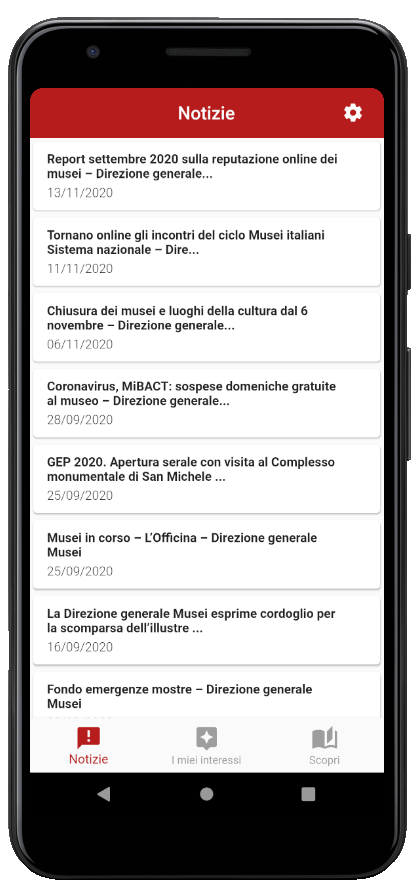 Notizie
Report settembre 2020 sulla reputazione online dei
musei – Direzione generale...
13/11/2020
Tornano online gli incontri del ciclo Musei italiani
Sistema nazionale – Dire...
11/11/2020
Chiusura dei musei e luoghi della cultura dal 6
novembre – Direzione generale...
06/11/2020
Coronavirus, MiBACT: sospese domeniche gratuite
al museo – Direzione generale...
28/09/2020
GEP 2020. Apertura serale con visita al Complesso
monumentale di San Michele ...
25/09/2020
Musei in corso – L’Officina – Direzione generale
Musei
25/09/2020
La Direzione generale Musei esprime cordoglio per
la scomparsa dell’illustre ...
16/09/2020
Fondo emergenze mostre – Direzione generale
Musei
Notizie
I miei interessi
Scopri